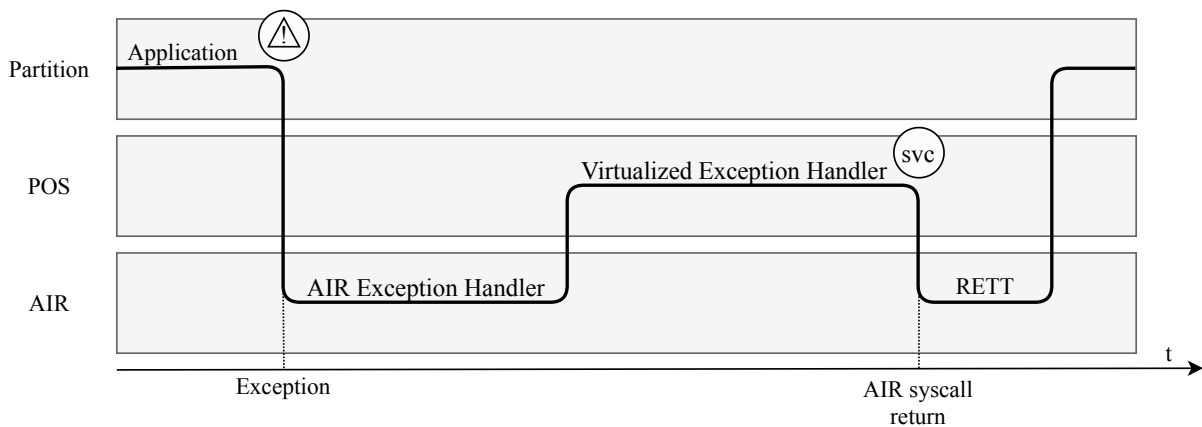 Application
Partition
Virtualized Exception Handler
svc
POS
AIR Exception Handler
RETT
AIR
t
Exception
AIR syscall
return